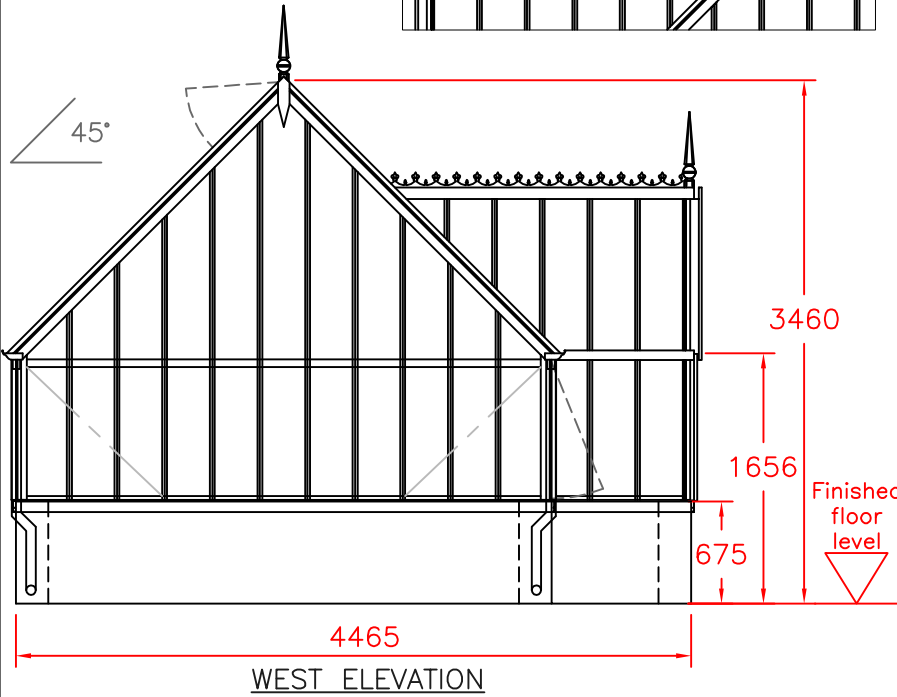 45°
3460
1656
Finished
floor
level
675
4465
WEST ELEVATION